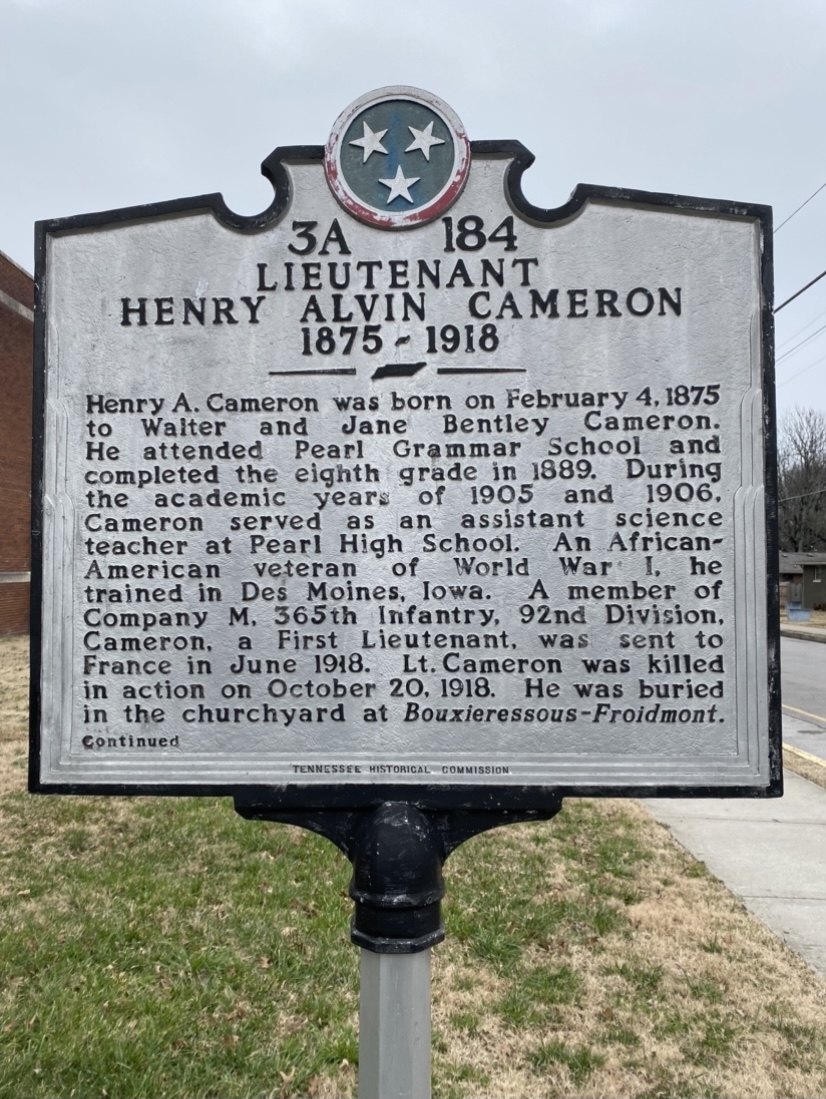 3A 184
LIEUTENANT
HENRY ALVIN CAMERON
1875 - 1918
Henry A. Cameron was born on February 4, 1875
to Walter and Jane Bentley Cameron.
He attended Pearl Grammar School and
completed the eighth grade in 1889. During
the academic years of 1905 and 1906,
Cameron served as an assistant science
teacher at Pearl High School. An African-
American veteran of World War I, he
trained in Des Moines, Iowa. A member of
Company M, 365th Infantry, 92nd Division,
Cameron, a First Lieutenant, was sent to
France in June 1918. Lt. Cameron was killed
in action on October 20, 1918. He was buried
in the churchyard at Bouxieressous-Froidmont.
Continued
TENNESSEE HISTORICAL COMMISSION